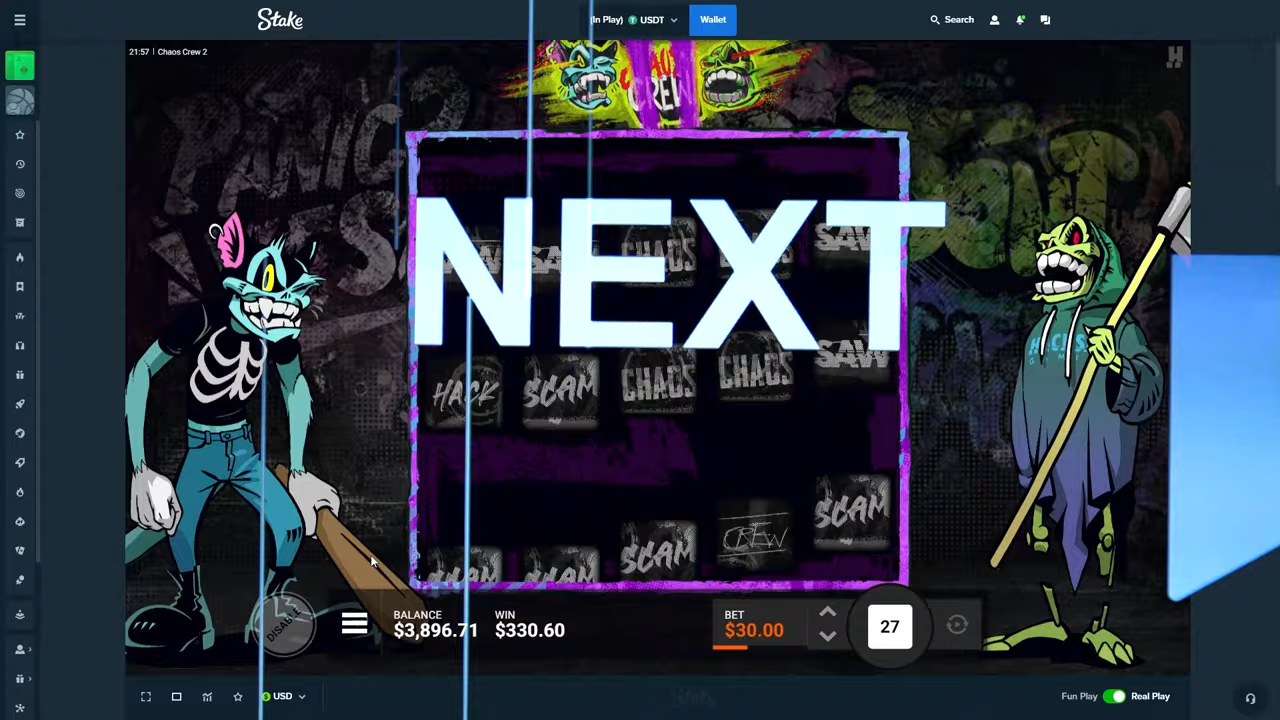 Stake
(In Play) USDT
Wallet
Search
21:57 | Chaos Crew 2
CREW
NEXT
CHAOS
SAW
HACK SCAM CHAOS CHAOS SAW
SCAM CREW SCAM
DISABLE
BALANCE
$3,896.71
WIN
$330.60
BET
$30.00
27
USD
Fun Play
Real Play